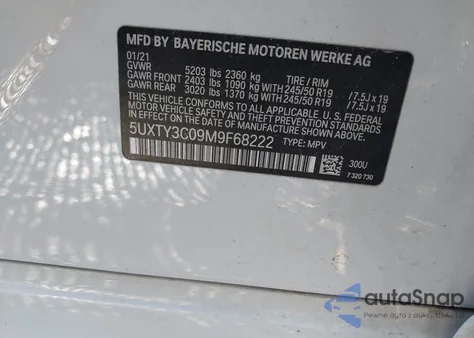 MFD BY BAYERISCHE MOTOREN WERKE AG
01/21
GVWR 5203 lbs 2360 kg TIRE / RIM
GAWR FRONT 2403 lbs 1090 kg WITH 245/50 R19 /7.5J x 19
GAWR REAR 3020 lbs 1370 kg WITH 245/50 R19 /7.5J x 19
THIS VEHICLE CONFORMS TO ALL APPLICABLE U.S. FEDERAL
MOTOR VEHICLE SAFETY AND THEFT PREVENTION STANDARDS IN
EFFECT ON THE DATE OF MANUFACTURE SHOWN ABOVE.
5UXTY3C09M9F68222 TYPE: MPV
300U
7 320 730
autoSnap